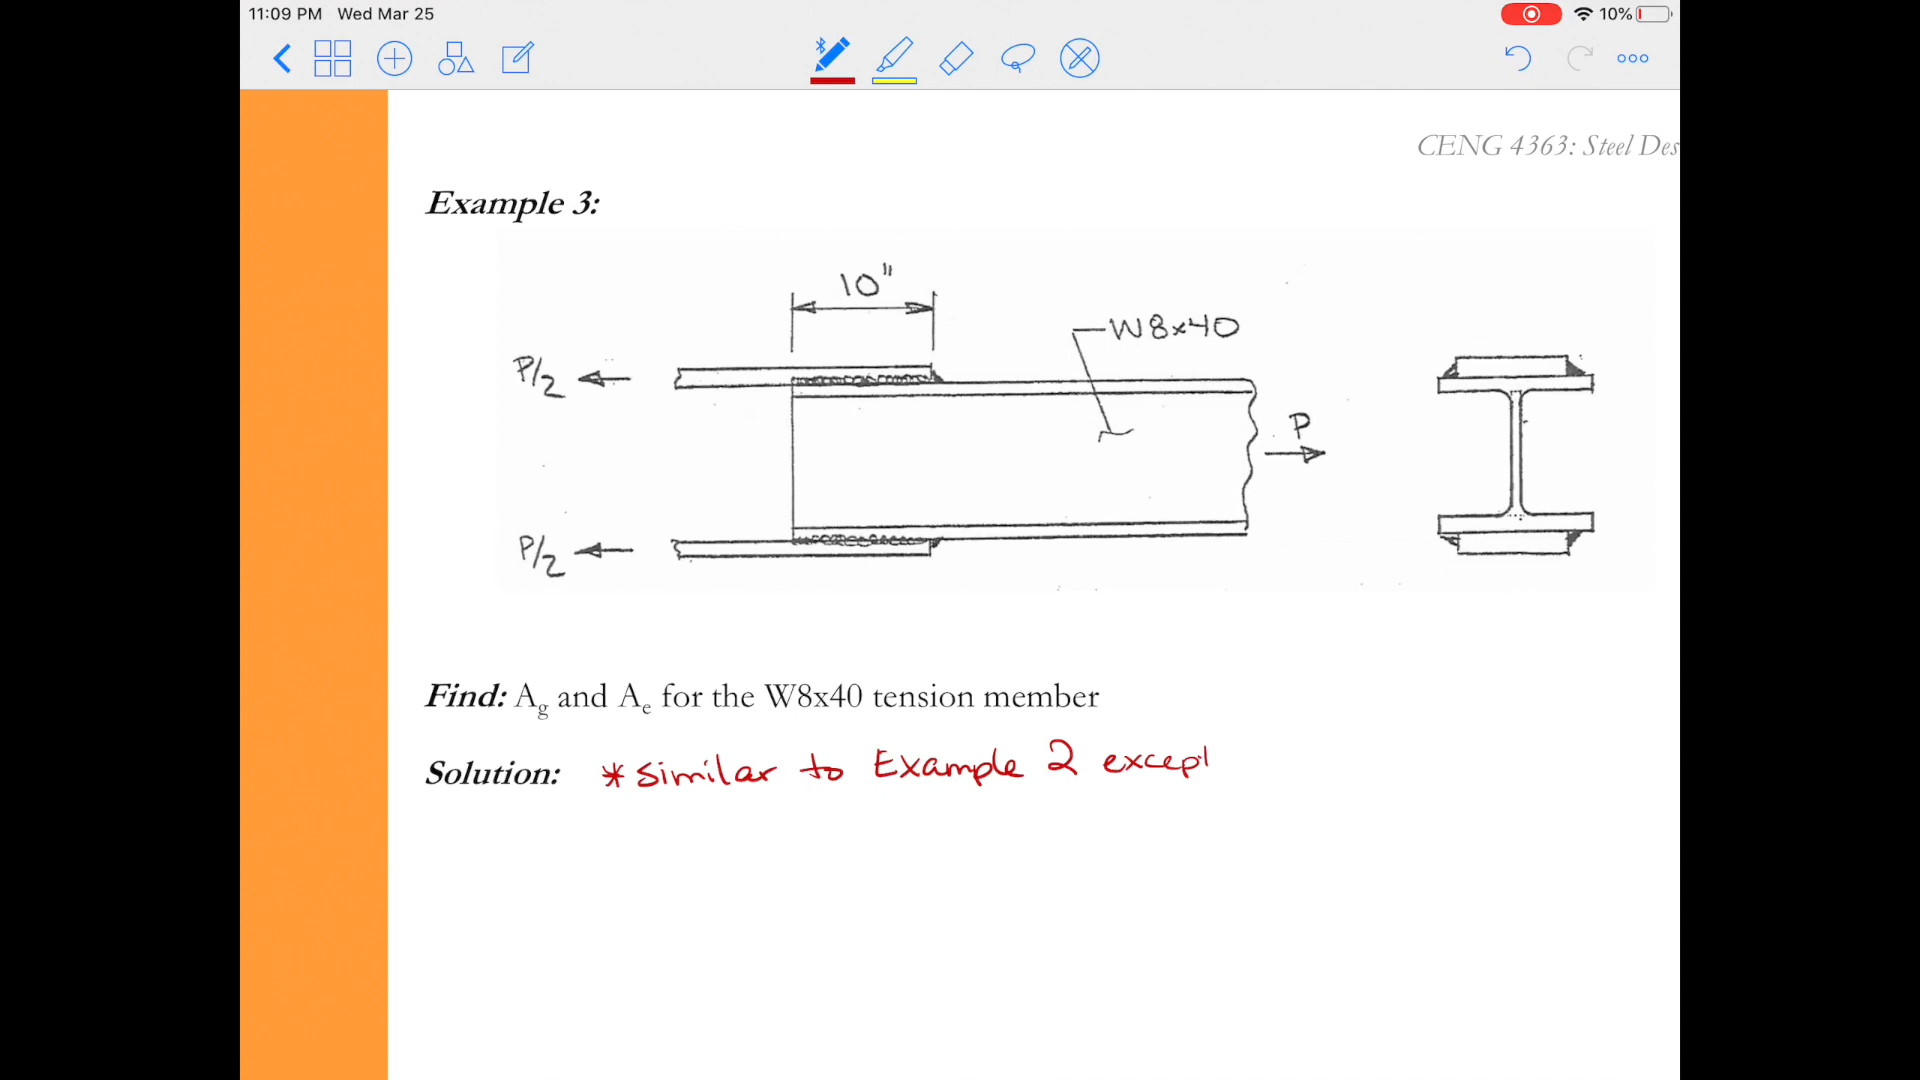 11:09 PM Wed Mar 25
10%
CENG 4363: Steel Des
Example 3:
10"
W8x40
P/2
P
P/2
Find: Ag and Ae for the W8x40 tension member
Solution: * similar to Example 2 except